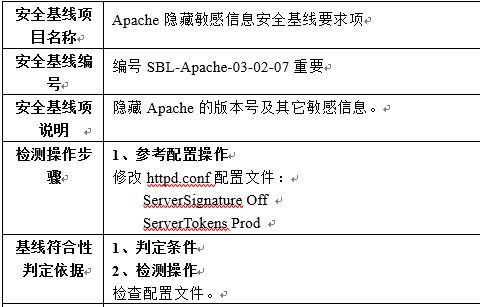 安全基线项
目名称
Apache 隐藏敏感信息安全基线要求项
安全基线编
号
编号 SBL-Apache-03-02-07 重要
安全基线项
说明
隐藏 Apache 的版本号及其它敏感信息。
检测操作步
骤
1、参考配置操作
修改 httpd.conf 配置文件：
ServerSignature Off
ServerTokens Prod
基线符合性
判定依据
1、判定条件
2、检测操作
检查配置文件。